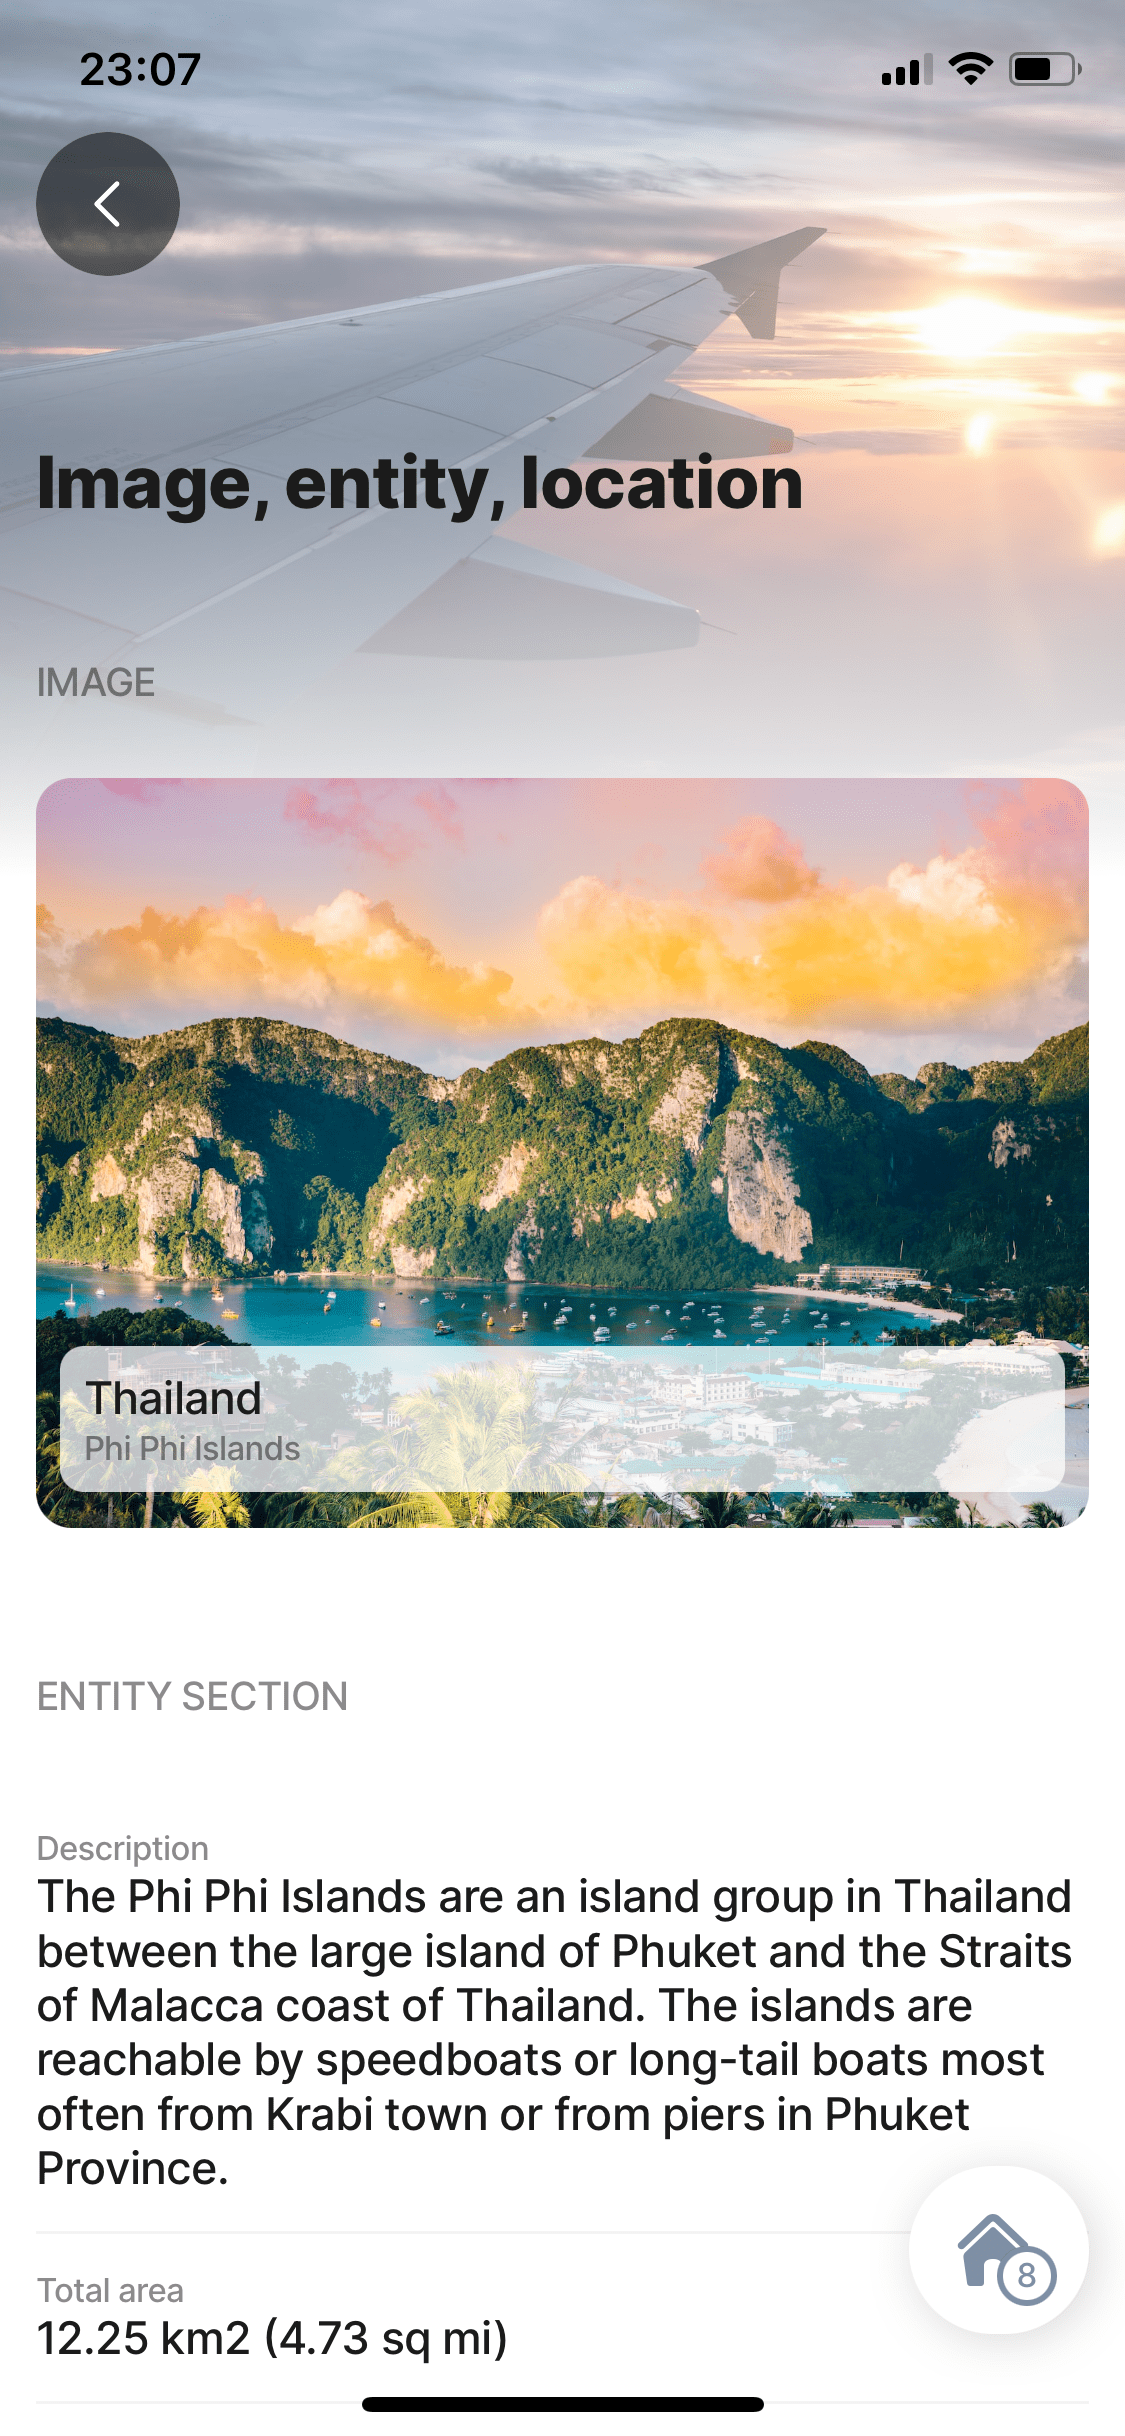 23:07
Image, entity, location
IMAGE
Thailand
Phi Phi Islands
ENTITY SECTION
Description
The Phi Phi Islands are an island group in Thailand
between the large island of Phuket and the Straits
of Malacca coast of Thailand. The islands are
reachable by speedboats or long-tail boats most
often from Krabi town or from piers in Phuket
Province.
8
Total area
12.25 km2 (4.73 sq mi)